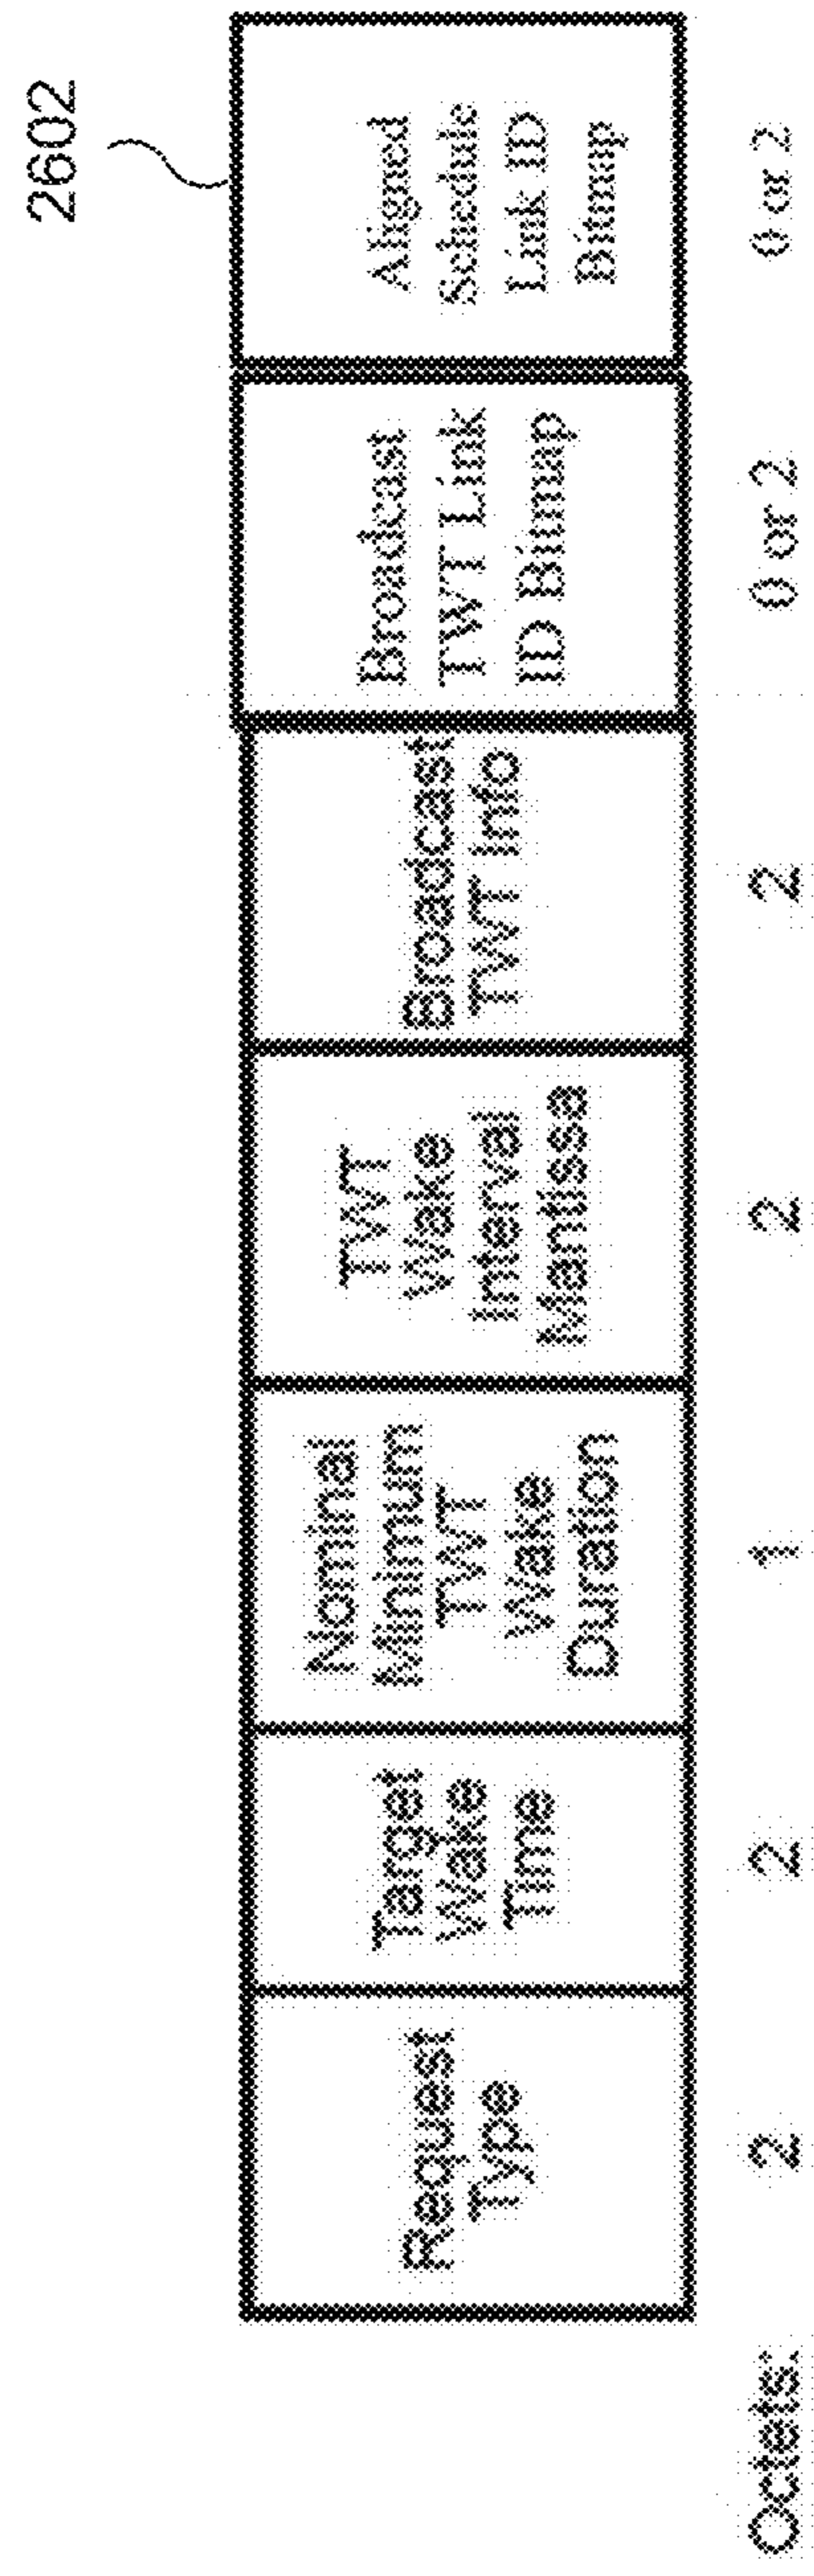 2602
Request
Type
Target
Wake
Time
Nominal
Minimum
TWT
Wake
Duration
TWT
Wake
Interval
Mantissa
Broadcast
TWT Info
Broadcast
TWT Link
ID Bitmap
Aligned
Schedule
Link ID
Bitmap
Octets: 2 2 1 2 2 0 or 2 0 or 2